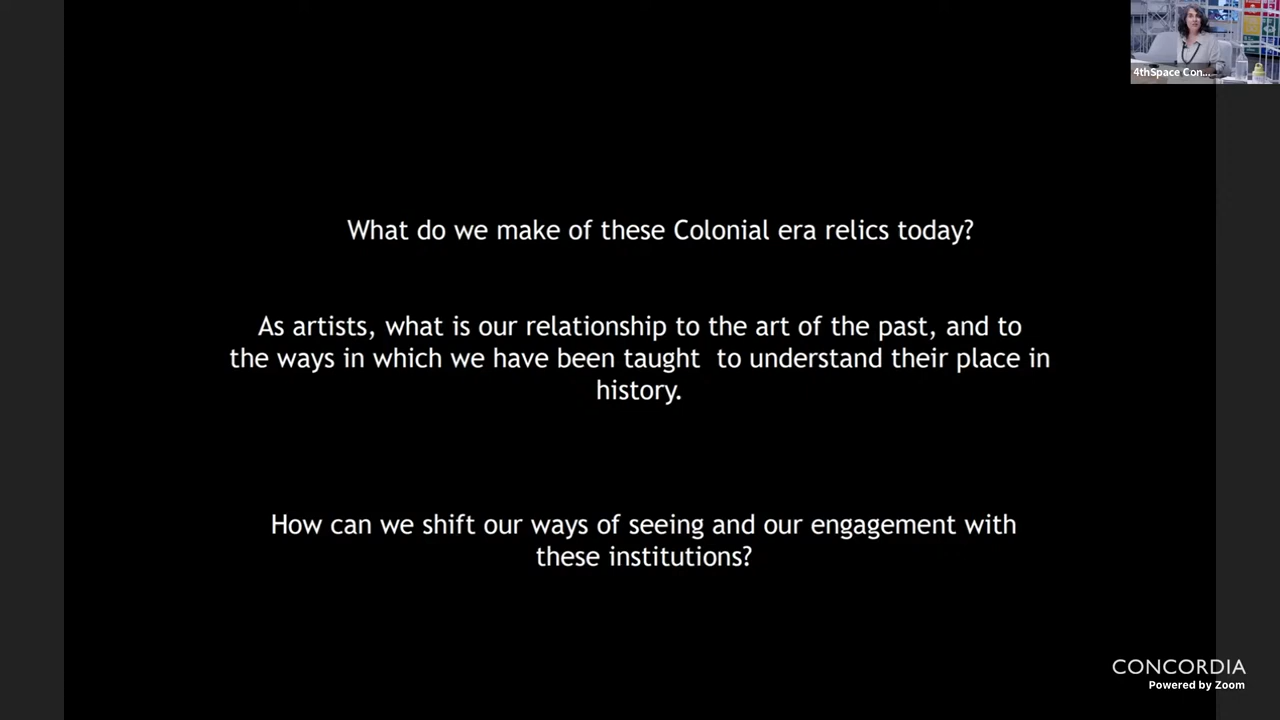 4thSpace Con...
What do we make of these Colonial era relics today?
As artists, what is our relationship to the art of the past, and to
the ways in which we have been taught  to understand their place in
history.
How can we shift our ways of seeing and our engagement with
these institutions?
CONCORDIA
Powered by Zoom